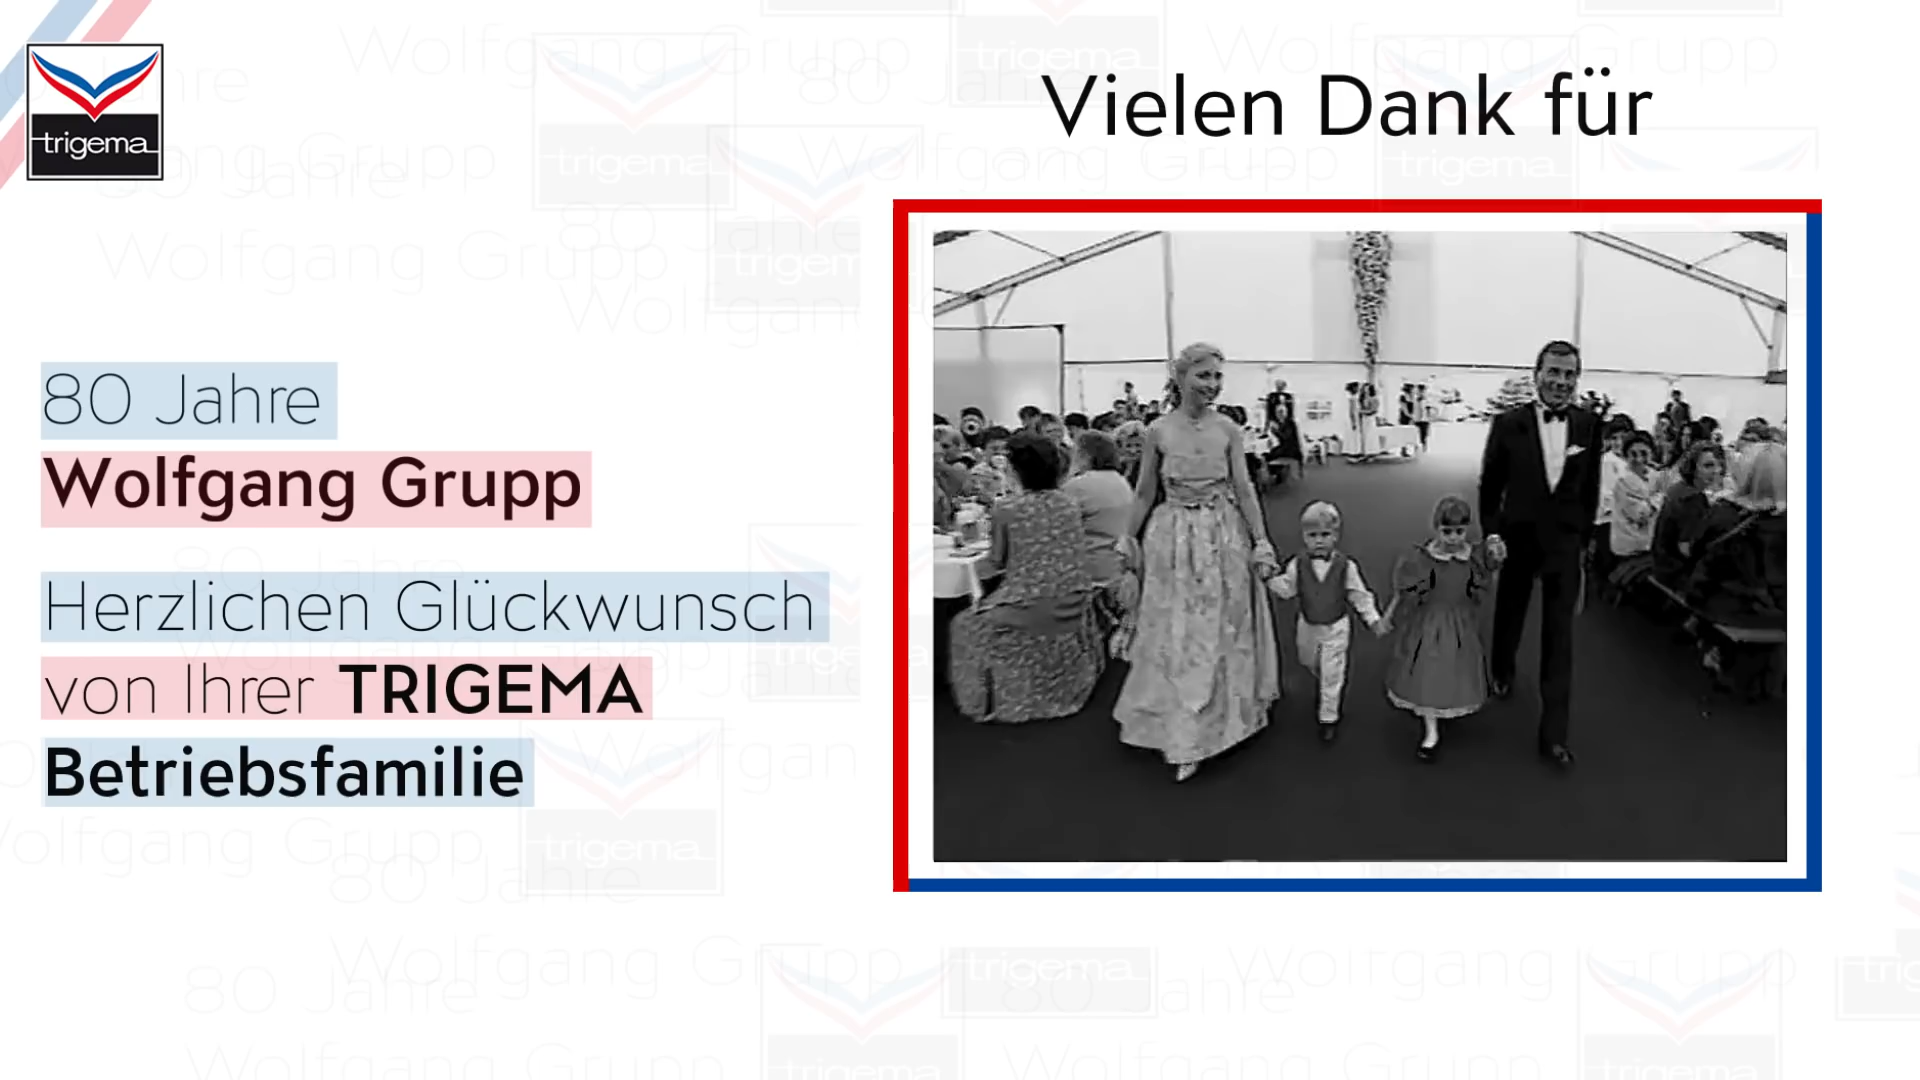 trigema
Vielen Dank für
80 Jahre
Wolfgang Grupp
Herzlichen Glückwunsch
von Ihrer TRIGEMA
Betriebsfamilie